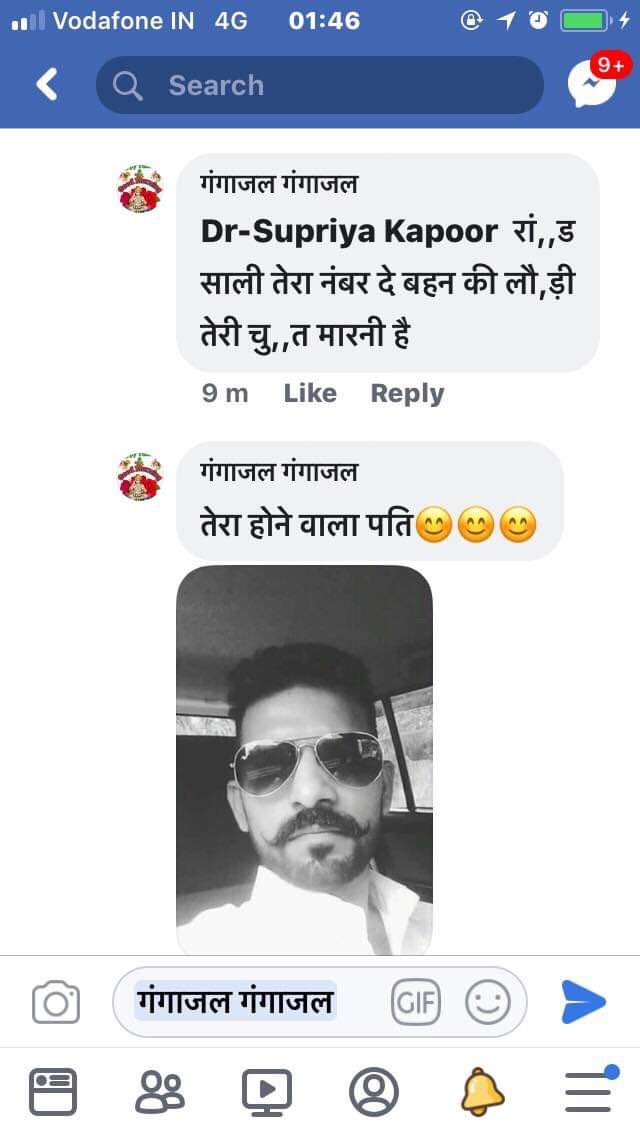 Vodafone IN 4G 01:46
Search
9+
गंगाजल गंगाजल
Dr-Supriya Kapoor रां,,ड
साली तेरा नंबर दे बहन की लौ,ड़ी
तेरी चु,,त मारनी है
9 m Like Reply
गंगाजल गंगाजल
तेरा होने वाला पति😊😊😊
गंगाजल गंगाजल GIF